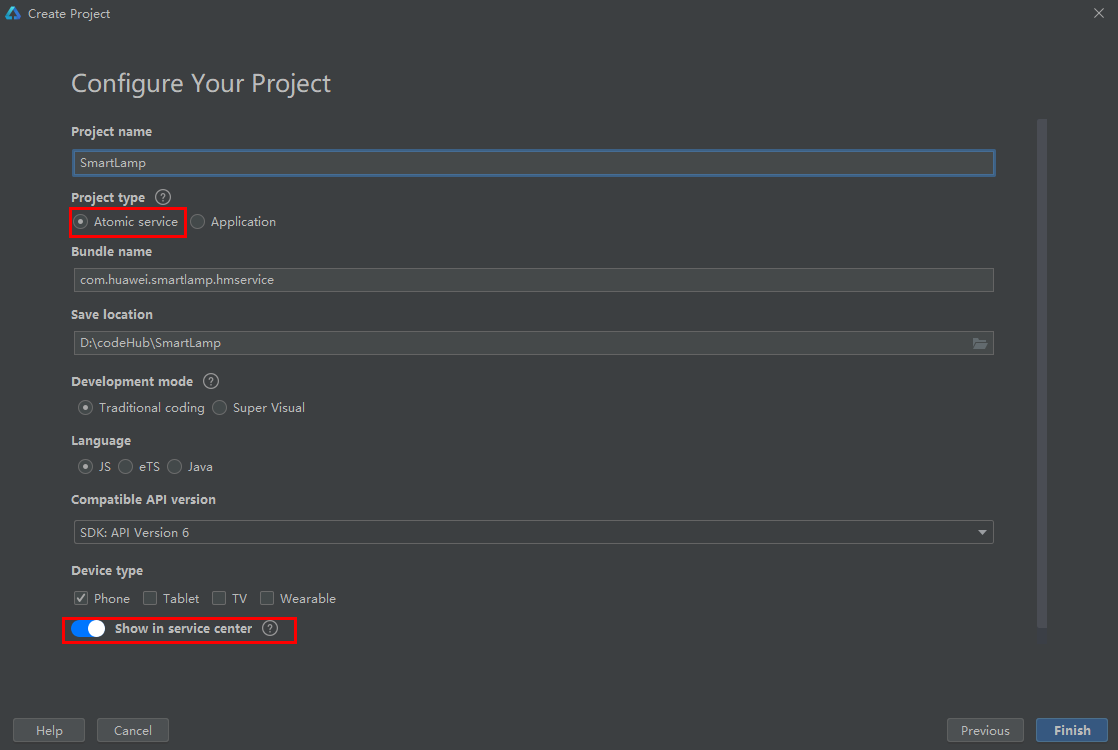 Create Project
Configure Your Project
Project name
SmartLamp
Project type ?
Atomic service Application
Bundle name
com.huawei.smartlamp.hmservice
Save location
D:\codeHub\SmartLamp
Development mode ?
Traditional coding Super Visual
Language
JS eTS Java
Compatible API version
SDK: API Version 6
Device type
Phone Tablet TV Wearable
Show in service center ?
Help Cancel Previous Finish